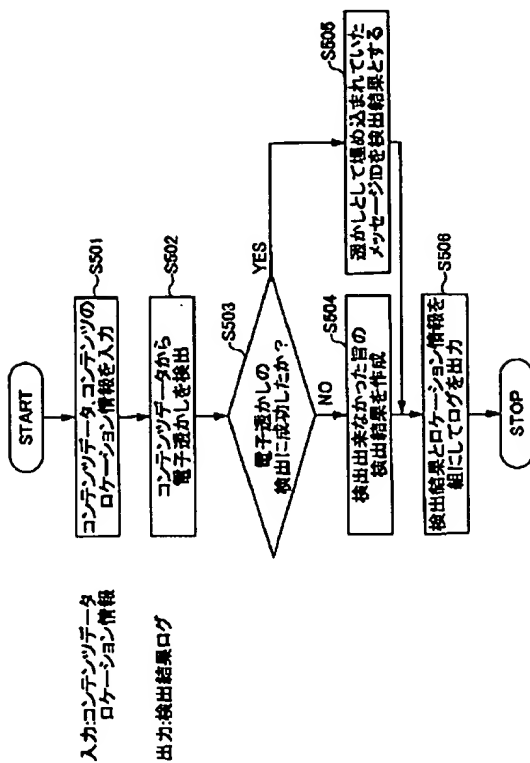 入力:コンテンツデータ
ロケーション情報
出力:検出結果ログ
START
S501
コンテンツデータ、コンテンツの
ロケーション情報を入力
S502
コンテンツデータから
電子透かしを検出
S503
電子透かしの
検出に成功したか?
YES
NO
S504
検出出来なかった旨の
検出結果を作成
S505
透かしとして埋め込まれていた
メッセージIDを検出結果とする
S506
検出結果とロケーション情報を
組にしてログを出力
STOP